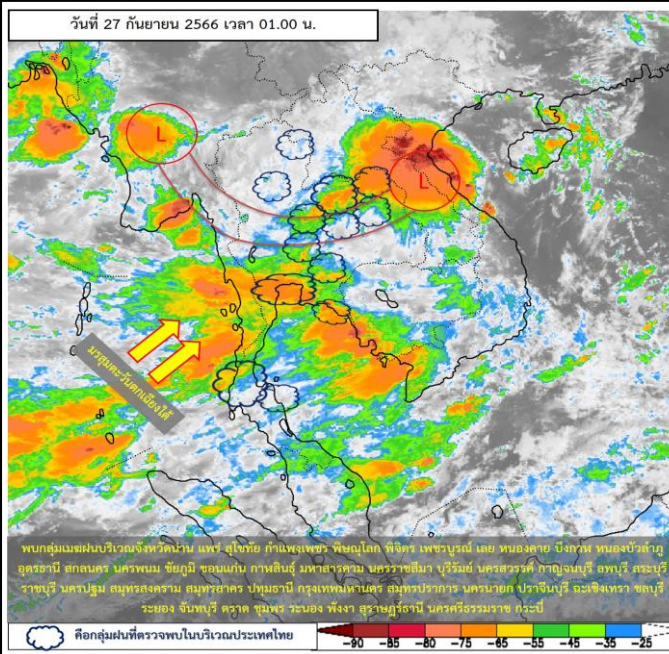 วันที่ 27 กันยายน 2566 เวลา 01.00 น.
L
L
มรสุมตะวันตกเฉียงใต้
พบกลุ่มเมฆฝนบริเวณจังหวัดน่าน แพร่ สุโขทัย กำแพงเพชร พิษณุโลก พิจิตร เพชรบูรณ์ เลย หนองคาย บึงกาฬ หนองบัวลำภู
อุดรธานี สกลนคร นครพนม ชัยภูมิ ขอนแก่น กาฬสินธุ์ มหาสารคาม นครราชสีมา บุรีรัมย์ นครสวรรค์ กาญจนบุรี ลพบุรี สระบุรี
ราชบุรี นครปฐม สมุทรสงคราม สมุทรสาคร ปทุมธานี กรุงเทพมหานคร สมุทรปราการ นครนายก ปราจีนบุรี ฉะเชิงเทรา ชลบุรี
ระยอง จันทบุรี ตราด ชุมพร ระนอง พังงา สุราษฎร์ธานี นครศรีธรรมราช กระบี่
คือกลุ่มฝนที่ตรวจพบในบริเวณประเทศไทย
-90 -85 -80 -75 -65 -55 -45 -35 -25